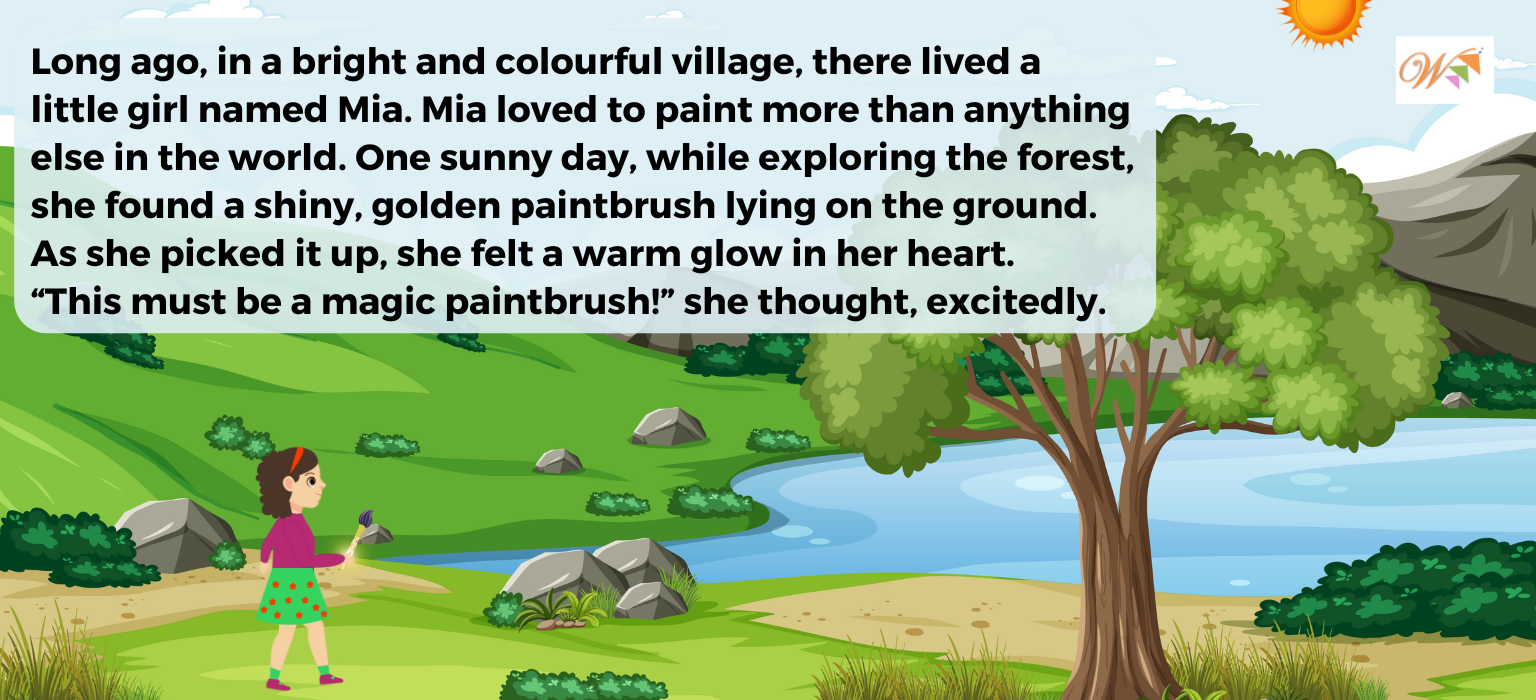 Long ago, in a bright and colourful village, there lived a
little girl named Mia. Mia loved to paint more than anything
else in the world. One sunny day, while exploring the forest,
she found a shiny, golden paintbrush lying on the ground.
As she picked it up, she felt a warm glow in her heart.
“This must be a magic paintbrush!” she thought, excitedly.
W